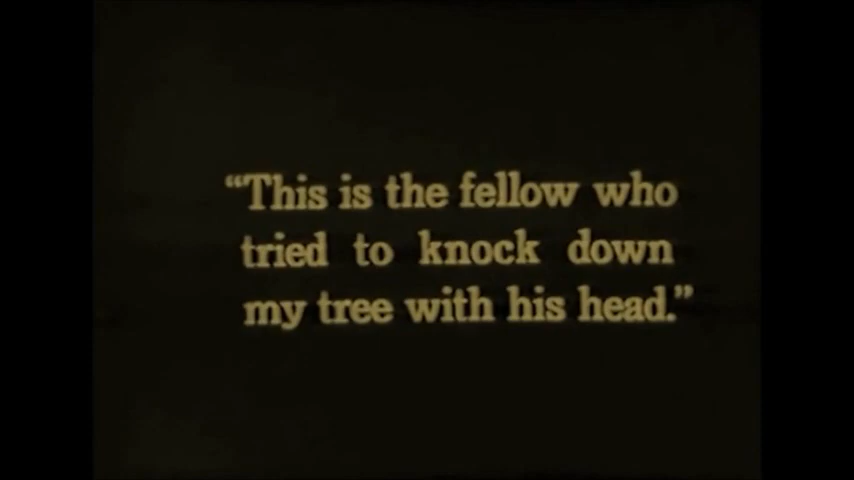 “This is the fellow who
tried to knock down
my tree with his head.”